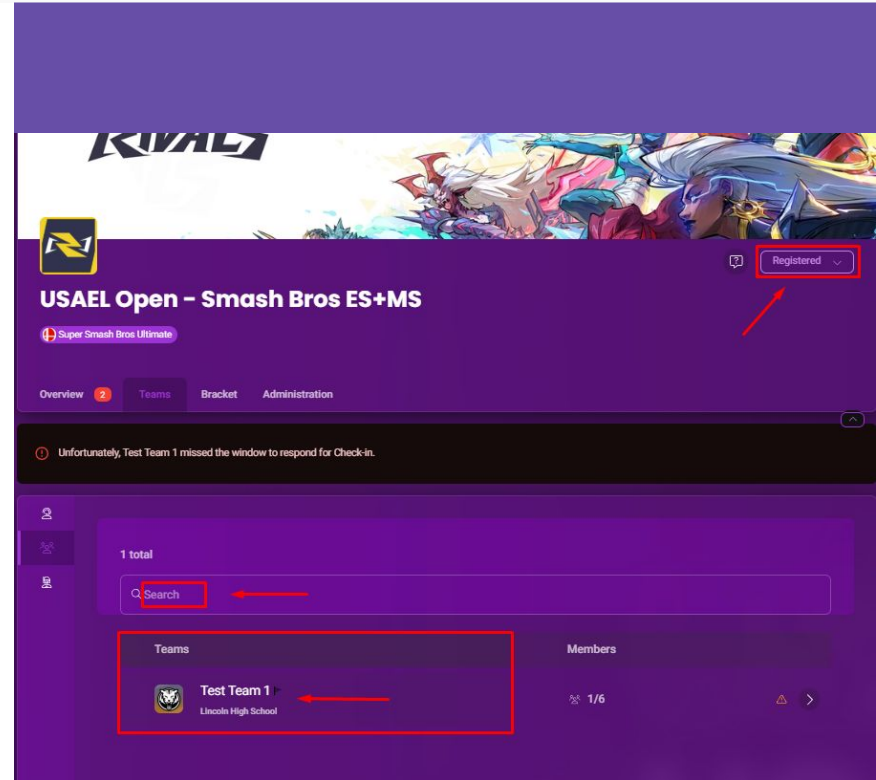 RIVALS
Registered
USAEL Open - Smash Bros ES+MS
Super Smash Bros Ultimate
Overview 2 Teams Bracket Administration
Unfortunately, Test Team 1 missed the window to respond for Check-in.
1 total
Search
Teams Members
Test Team 1 1/6
Lincoln High School